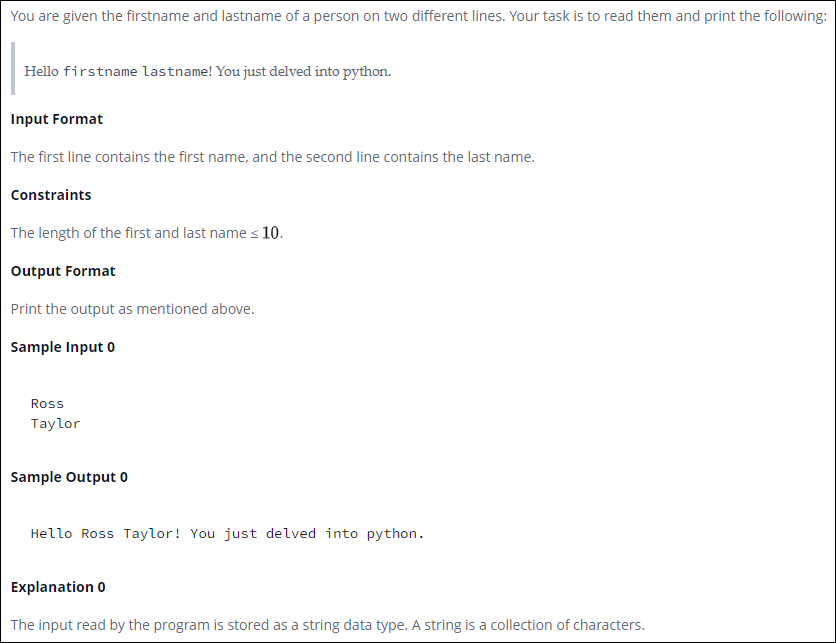 You are given the firstname and lastname of a person on two different lines. Your task is to read them and print the following:
Hello firstname lastname! You just delved into python.
Input Format
The first line contains the first name, and the second line contains the last name.
Constraints
The length of the first and last name ≤ 10.
Output Format
Print the output as mentioned above.
Sample Input 0
Ross
Taylor
Sample Output 0
Hello Ross Taylor! You just delved into python.
Explanation 0
The input read by the program is stored as a string data type. A string is a collection of characters.